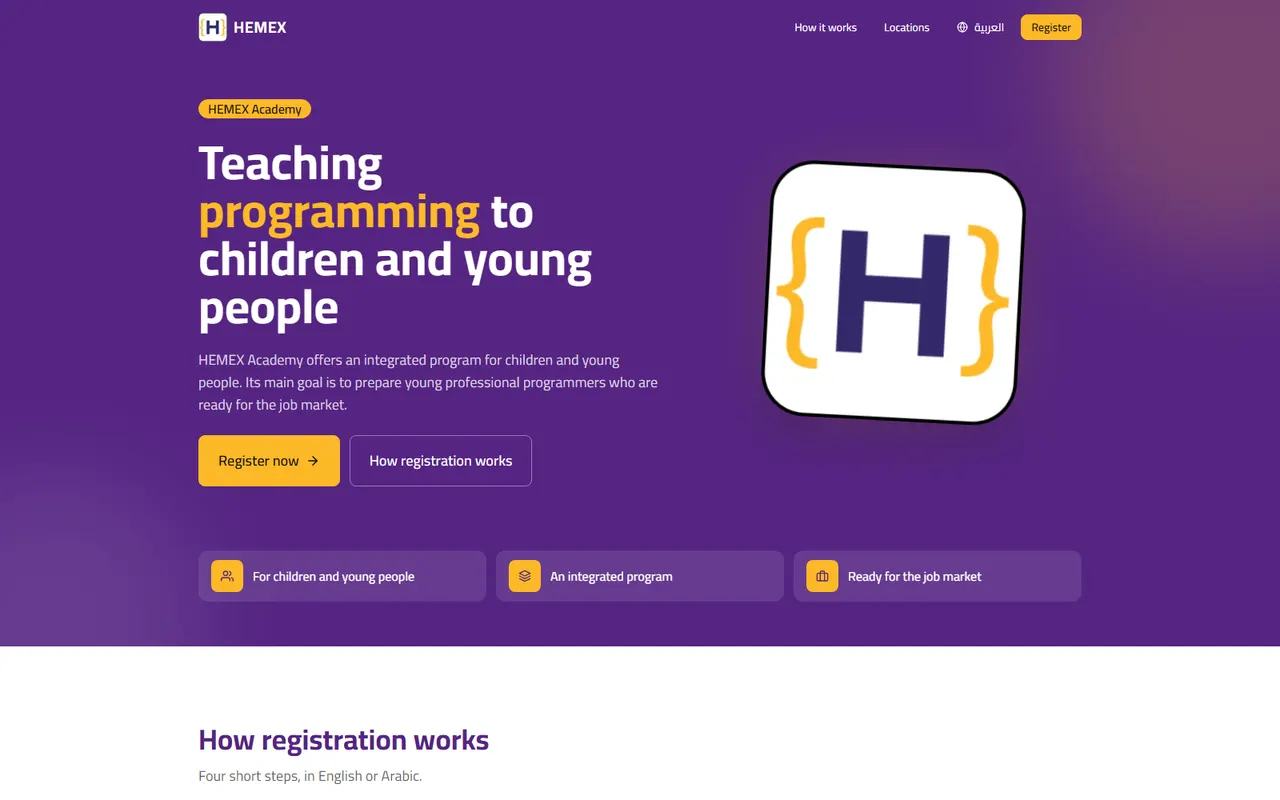 {H} HEMEX
How it works
Locations
العربية
Register
HEMEX Academy
Teaching
programming to
children and young
people
HEMEX Academy offers an integrated program for children and young
people. Its main goal is to prepare young professional programmers who are
ready for the job market.
Register now →
How registration works
{H}
For children and young people
An integrated program
Ready for the job market
How registration works
Four short steps, in English or Arabic.